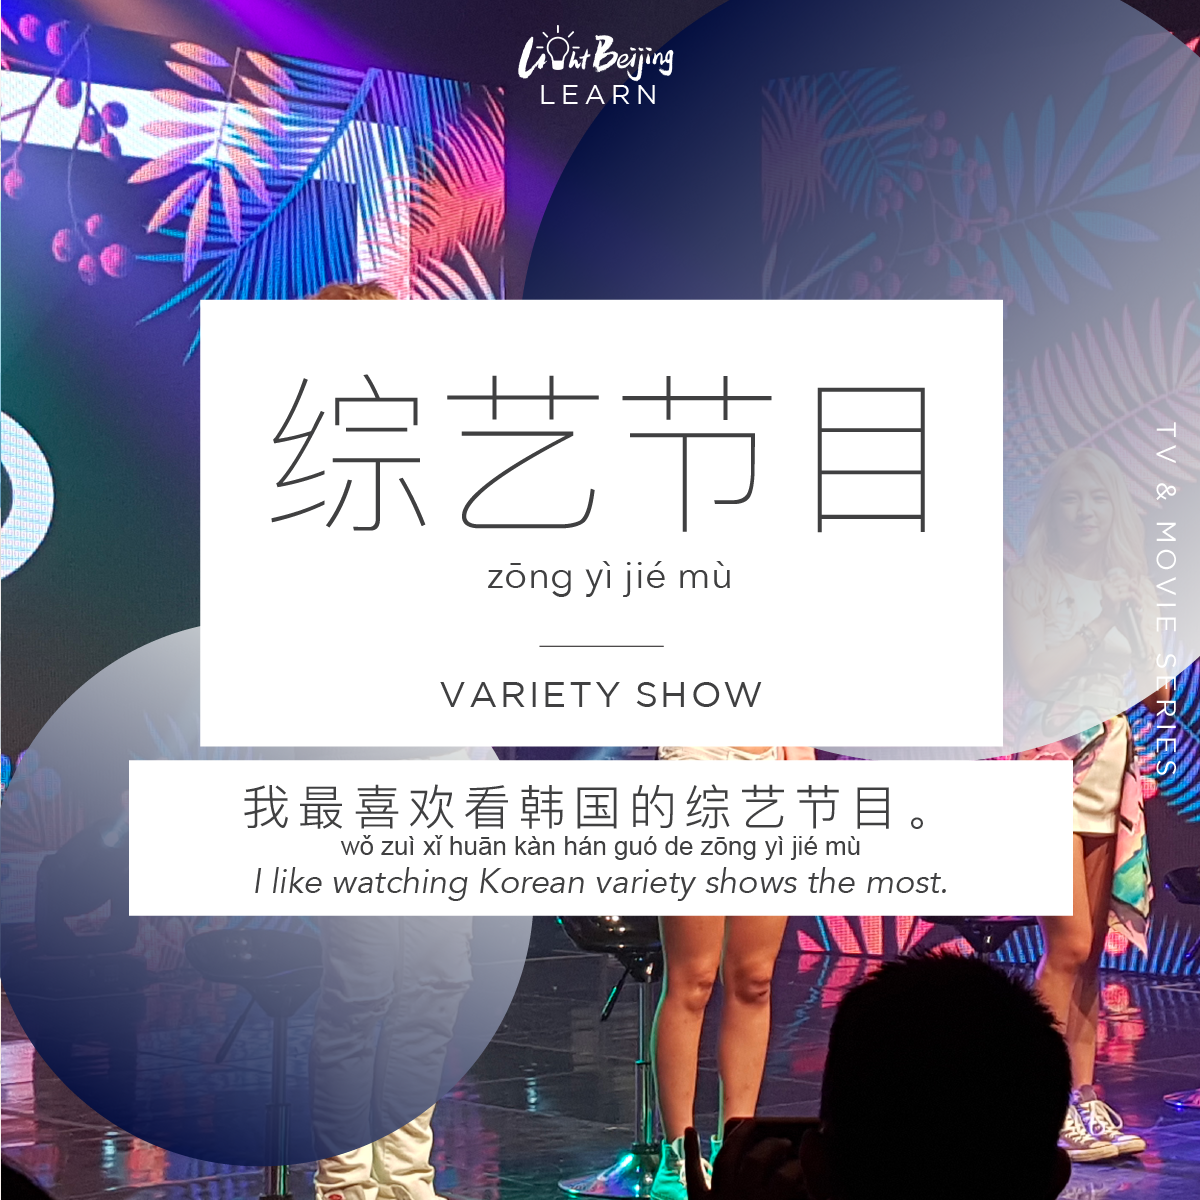 Light Beijing
LEARN
综艺节目
zōng yì jié mù
VARIETY SHOW
我最喜欢看韩国的综艺节目。
wǒ zuì xǐ huān kàn hán guó de zōng yì jié mù
I like watching Korean variety shows the most.
TV & MOVIE SERIES